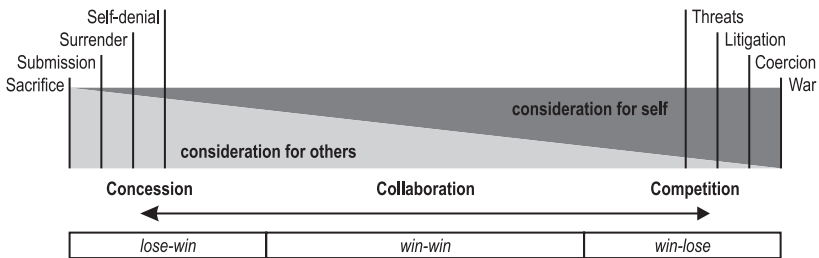 Self-denial
Surrender
Submission
Sacrifice
Threats
Litigation
Coercion
War
consideration for self
consideration for others
Concession
Collaboration
Competition
lose-win
win-win
win-lose